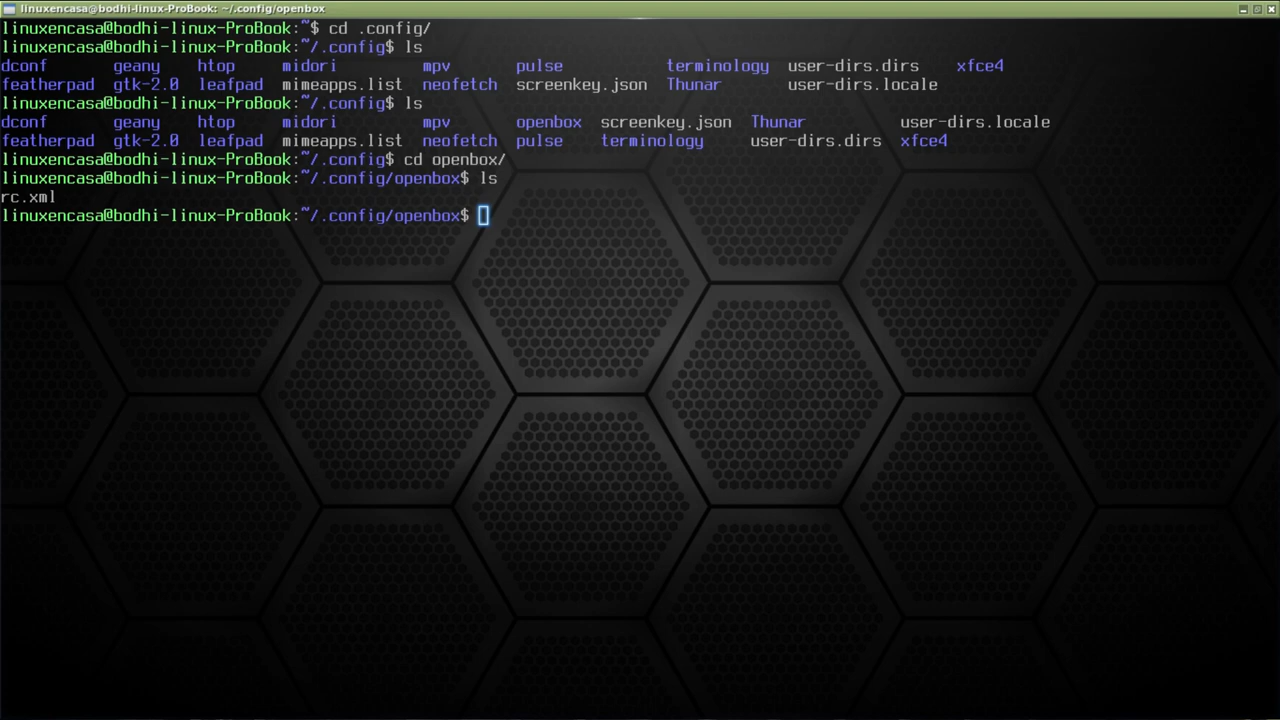 linuxencasa@bodhi-linux-ProBook: ~/.config/openbox
linuxencasa@bodhi-linux-ProBook:~$ cd .config/
linuxencasa@bodhi-linux-ProBook:~/.config$ ls
dconf geany htop midori mpv pulse terminology user-dirs.dirs xfce4
featherpad gtk-2.0 leafpad mimeapps.list neofetch screenkey.json Thunar user-dirs.locale
linuxencasa@bodhi-linux-ProBook:~/.config$ ls
dconf geany htop midori mpv openbox screenkey.json Thunar user-dirs.locale
featherpad gtk-2.0 leafpad mimeapps.list neofetch pulse terminology user-dirs.dirs xfce4
linuxencasa@bodhi-linux-ProBook:~/.config$ cd openbox/
linuxencasa@bodhi-linux-ProBook:~/.config/openbox$ ls
rc.xml
linuxencasa@bodhi-linux-ProBook:~/.config/openbox$